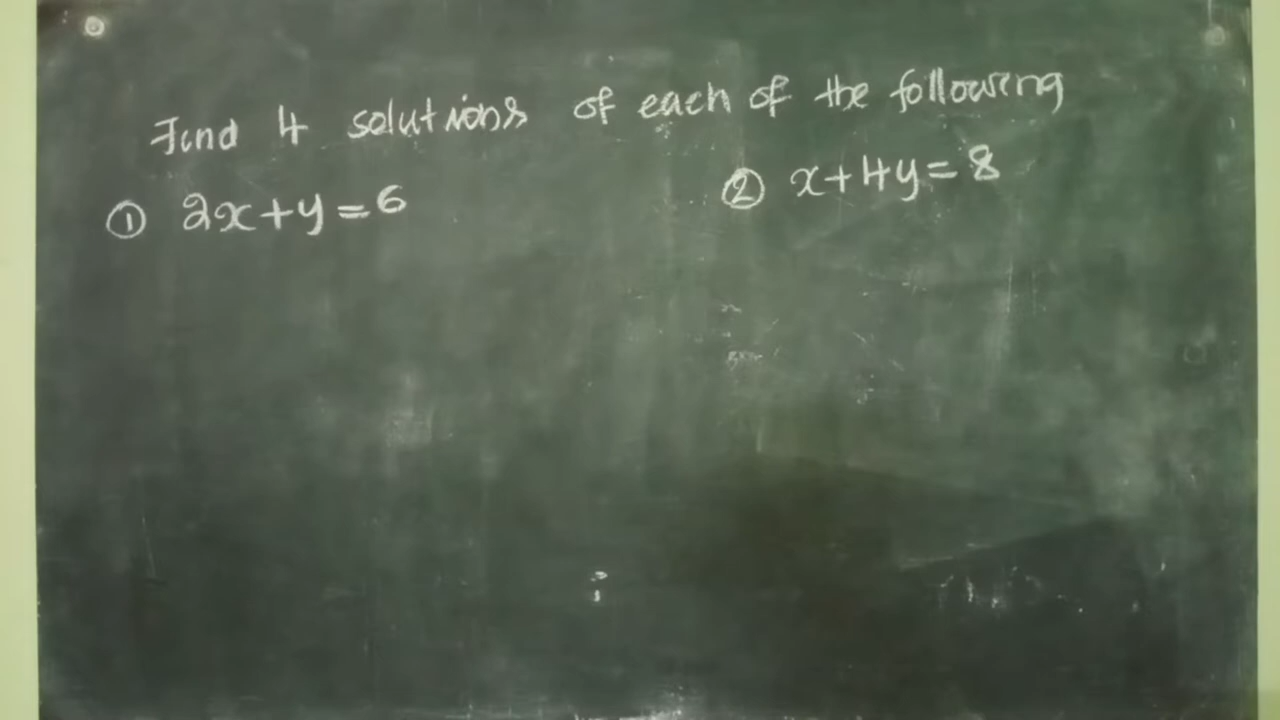 Find 4 solutions of each of the following
① 2x+y=6 ② x+4y=8